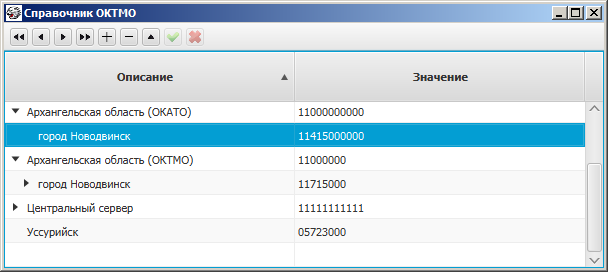 Справочник ОКТМО
Описание Значение
Архангельская область (ОКАТО) 11000000000
город Новодвинск 11415000000
Архангельская область (ОКТМО) 11000000
город Новодвинск 11715000
Центральный сервер 11111111111
Уссурийск 05723000